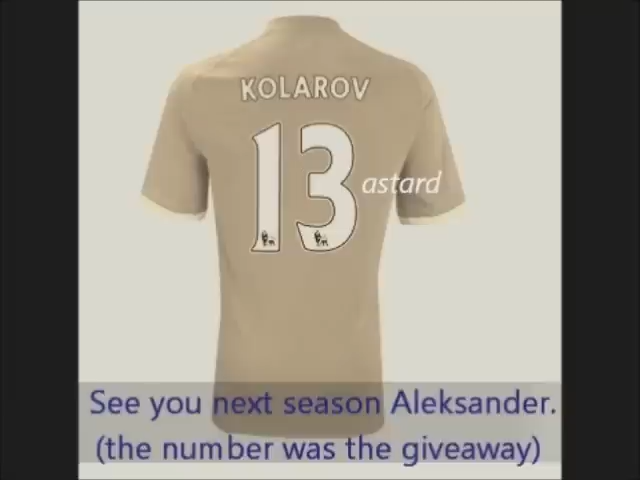 KOLAROV
13
astard
See you next season Aleksander.
(the number was the giveaway)